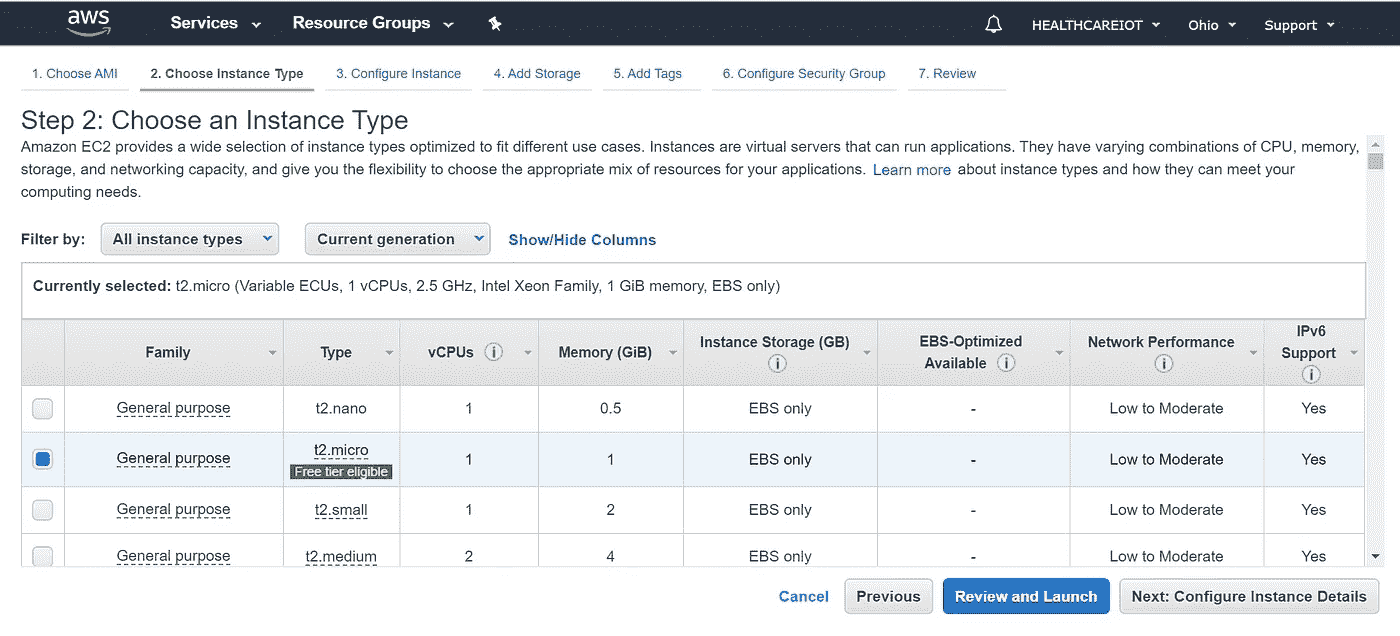 aws Services Resource Groups HEALTHCAREIOT Ohio Support
1. Choose AMI 2. Choose Instance Type 3. Configure Instance 4. Add Storage 5. Add Tags 6. Configure Security Group 7. Review
Step 2: Choose an Instance Type
Amazon EC2 provides a wide selection of instance types optimized to fit different use cases. Instances are virtual servers that can run applications. They have varying combinations of CPU, memory,
storage, and networking capacity, and give you the flexibility to choose the appropriate mix of resources for your applications. Learn more about instance types and how they can meet your
computing needs.
Filter by: All instance types Current generation Show/Hide Columns
Currently selected: t2.micro (Variable ECUs, 1 vCPUs, 2.5 GHz, Intel Xeon Family, 1 GiB memory, EBS only)
Family Type vCPUs Memory (GiB) Instance Storage (GB) EBS-Optimized Available Network Performance IPv6 Support
General purpose t2.nano 1 0.5 EBS only - Low to Moderate Yes
General purpose t2.micro Free tier eligible 1 1 EBS only - Low to Moderate Yes
General purpose t2.small 1 2 EBS only - Low to Moderate Yes
General purpose t2.medium 2 4 EBS only - Low to Moderate Yes
Cancel Previous Review and Launch Next: Configure Instance Details